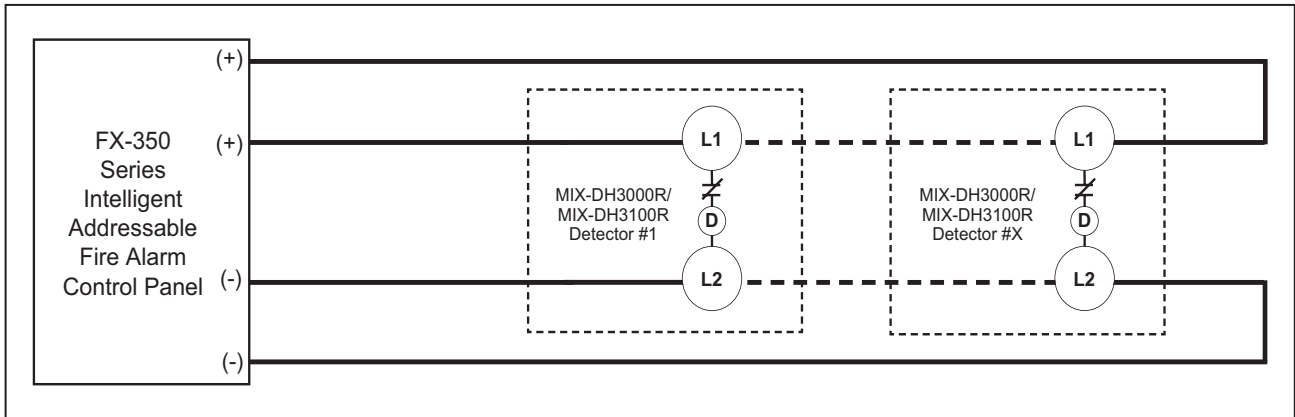 (+)
(+)
FX-350
Series
Intelligent
Addressable
Fire Alarm
Control Panel
(-)
(-)
L1
MIX-DH3000R/
MIX-DH3100R
Detector #1
D
L2
L1
MIX-DH3000R/
MIX-DH3100R
Detector #X
D
L2